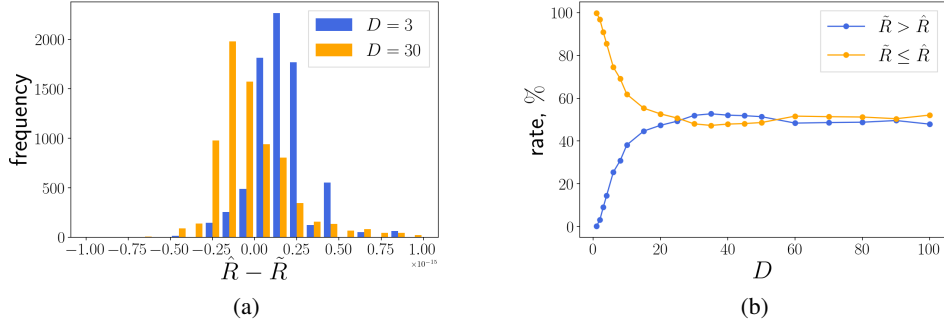 2000
1500
1000
500
0
frequency
D = 3
D = 30
−1.00 −0.75 −0.50 −0.25 0.00 0.25 0.50 0.75 1.00
×10⁻¹⁵
R̂ − R̃
(a)
100
80
60
40
20
0
rate, %
R̃ > R̂
R̃ ≤ R̂
0 20 40 60 80 100
D
(b)